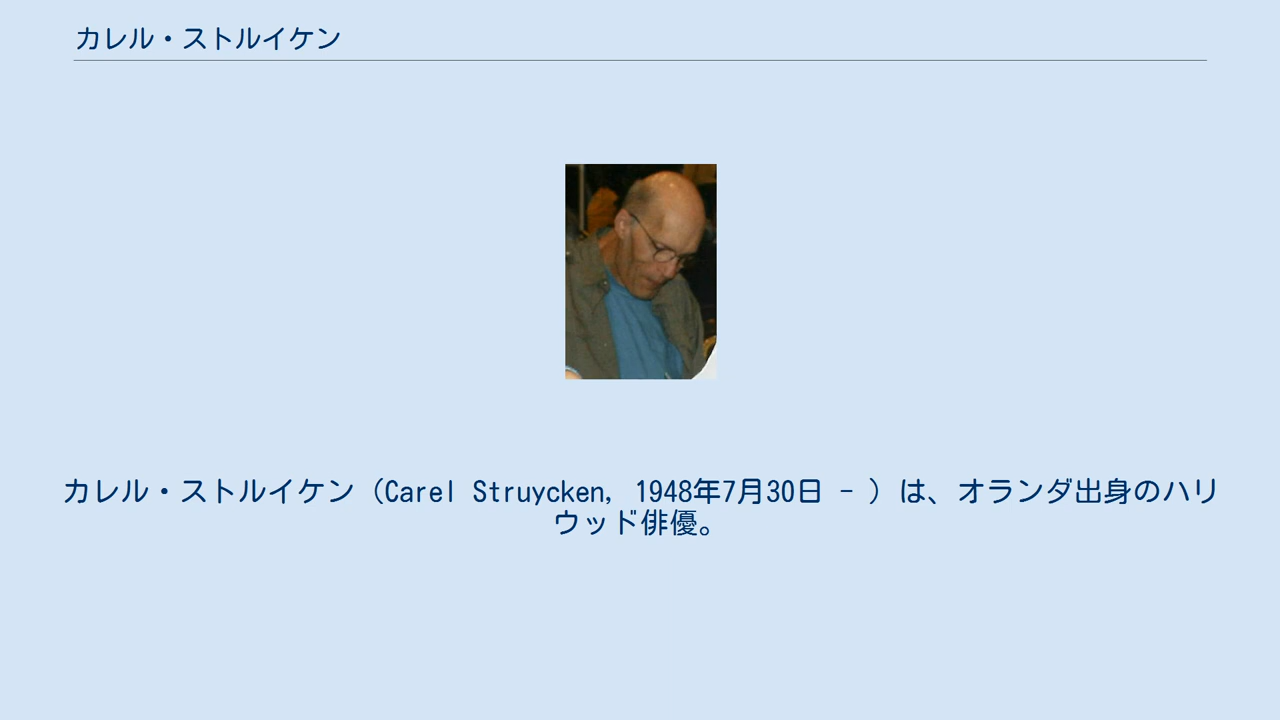 カレル・ストルイケン
カレル・ストルイケン（Carel Struycken, 1948年7月30日 - ）は、オランダ出身のハリ
ウッド俳優。